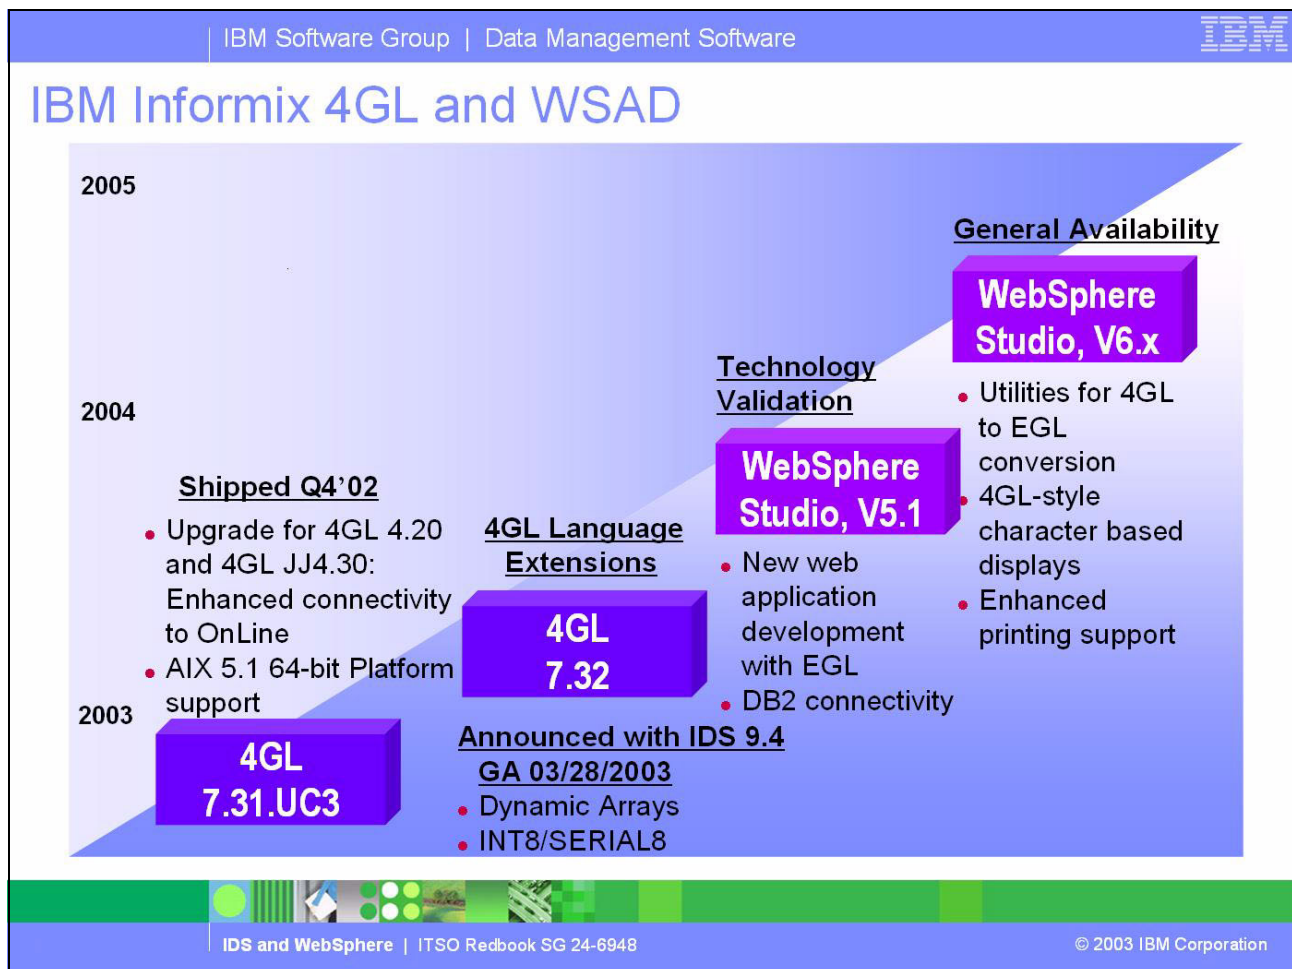 IBM Software Group | Data Management Software
IBM
IBM Informix 4GL and WSAD
2005
2004
2003
Shipped Q4’02
• Upgrade for 4GL 4.20
and 4GL JJ4.30:
Enhanced connectivity
to OnLine
• AIX 5.1 64-bit Platform
support
4GL
7.31.UC3
4GL Language
Extensions
4GL
7.32
Announced with IDS 9.4
GA 03/28/2003
• Dynamic Arrays
• INT8/SERIAL8
Technology
Validation
WebSphere
Studio, V5.1
• New web
application
development
with EGL
• DB2 connectivity
General Availability
WebSphere
Studio, V6.x
• Utilities for 4GL
to EGL
conversion
• 4GL-style
character based
displays
• Enhanced
printing support
IDS and WebSphere | ITSO Redbook SG 24-6948
© 2003 IBM Corporation